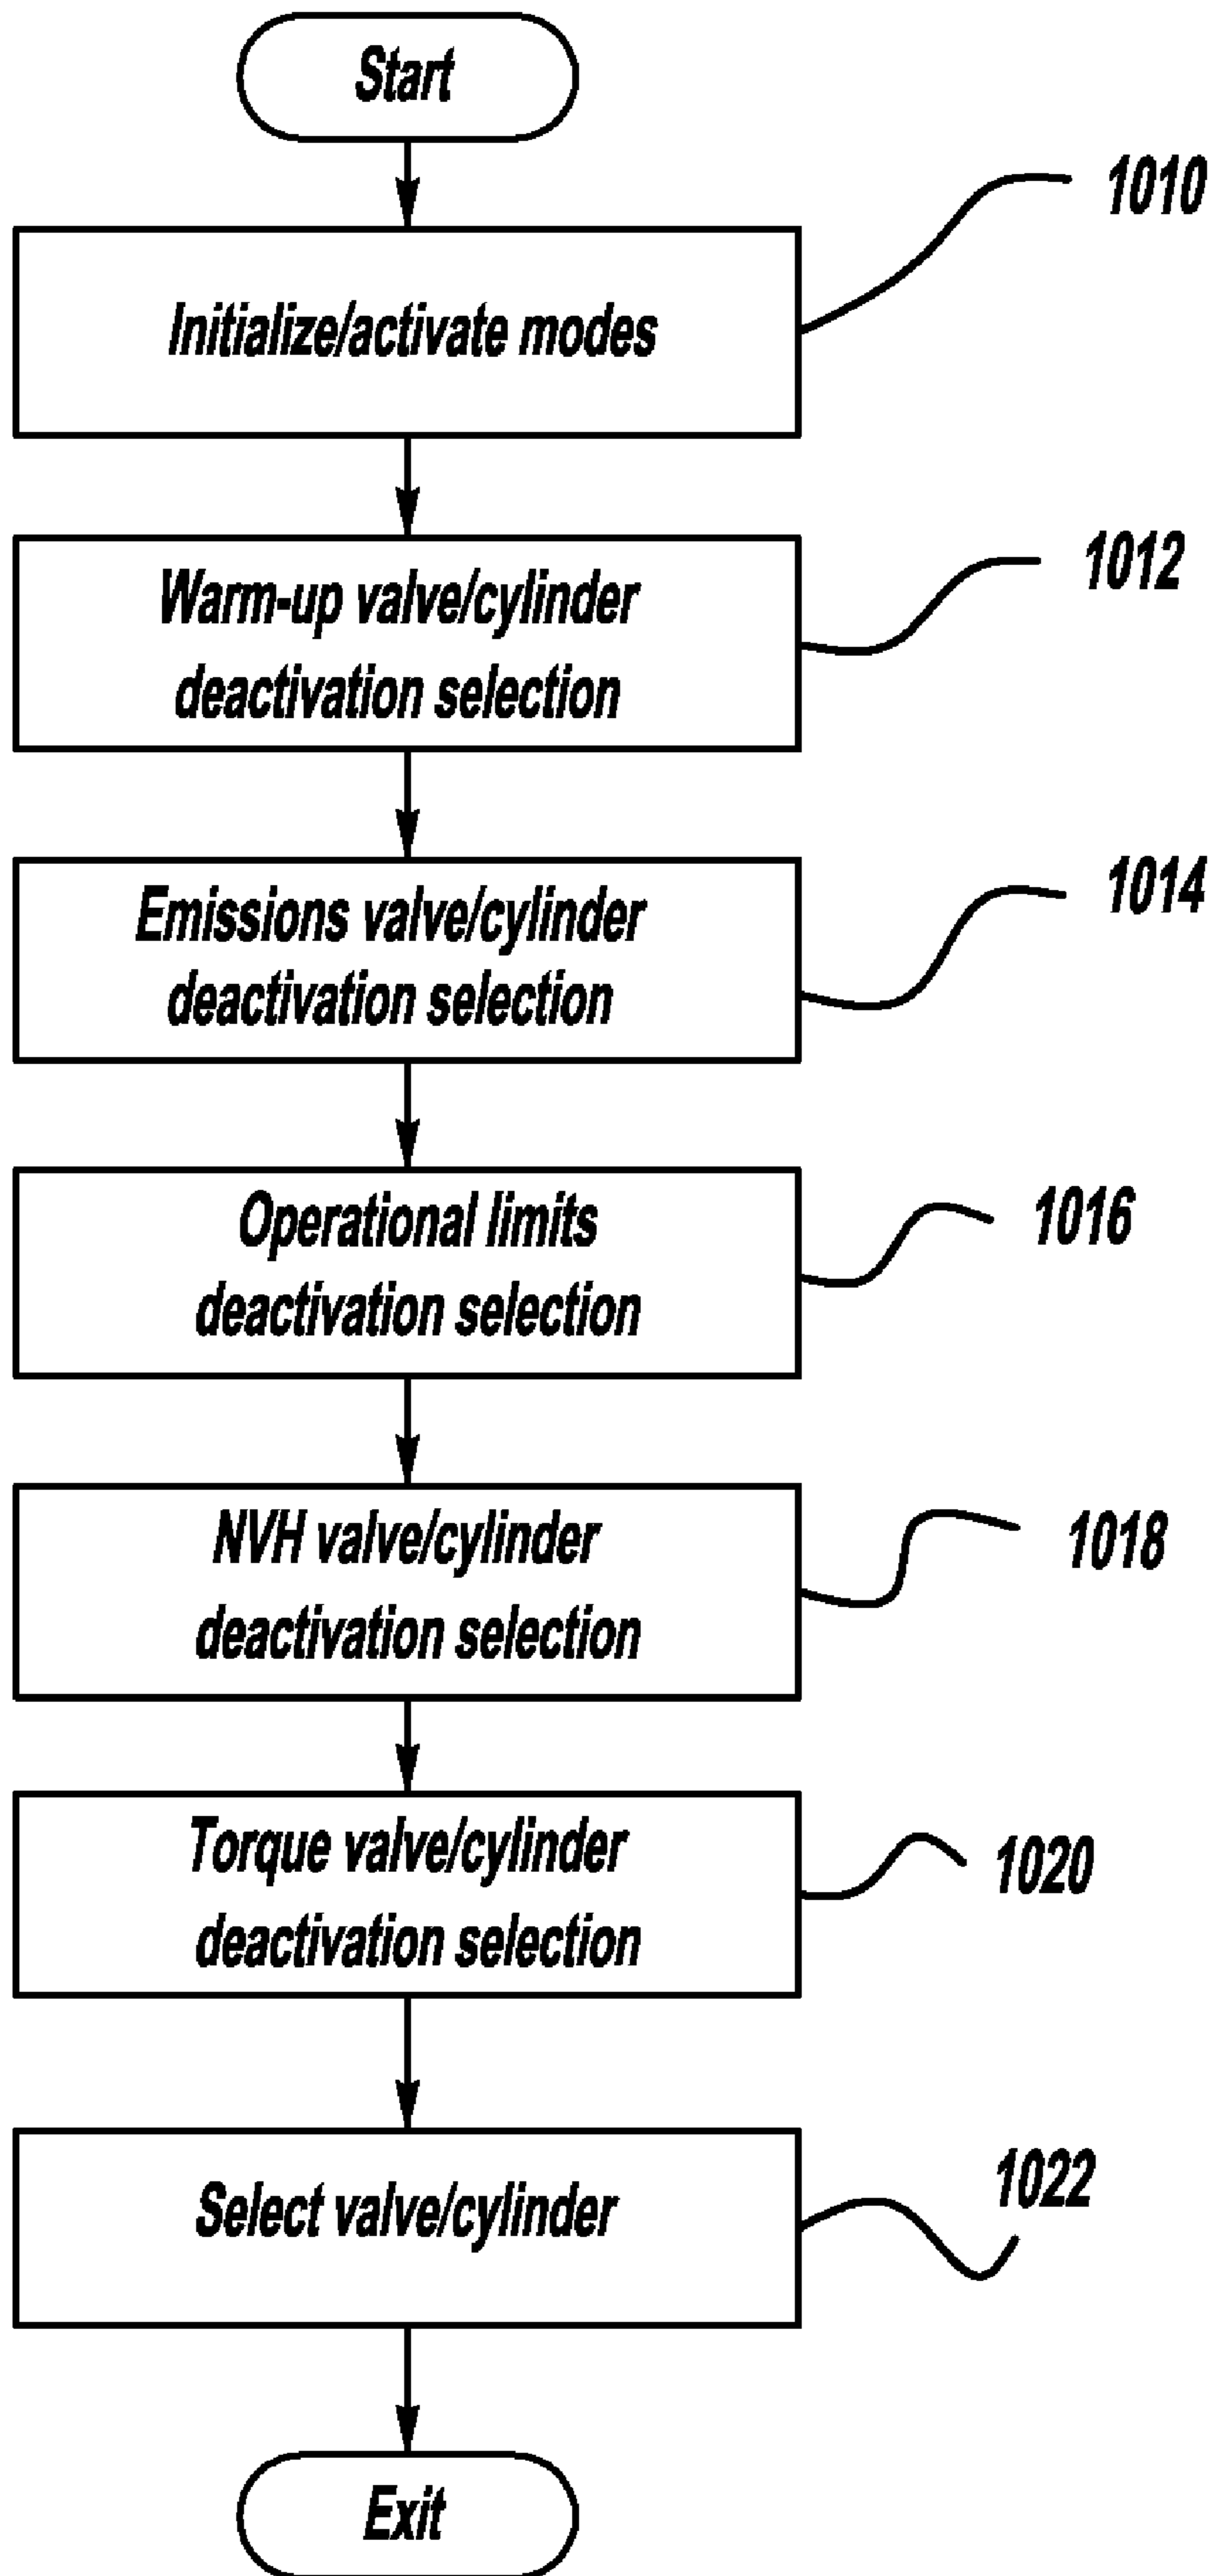 Start
1010
Initialize/activate modes
1012
Warm-up valve/cylinder
deactivation selection
1014
Emissions valve/cylinder
deactivation selection
1016
Operational limits
deactivation selection
1018
NVH valve/cylinder
deactivation selection
1020
Torque valve/cylinder
deactivation selection
1022
Select valve/cylinder
Exit